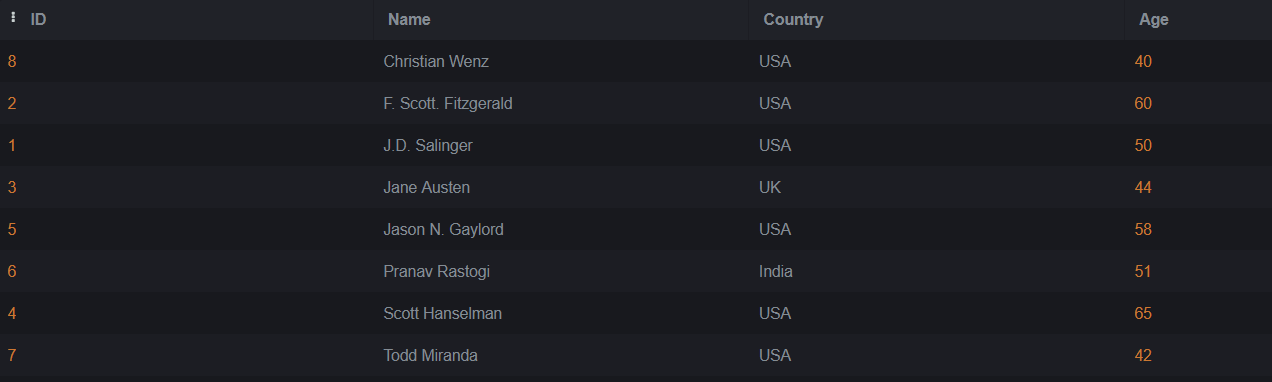 ID Name Country Age
8 Christian Wenz USA 40
2 F. Scott. Fitzgerald USA 60
1 J.D. Salinger USA 50
3 Jane Austen UK 44
5 Jason N. Gaylord USA 58
6 Pranav Rastogi India 51
4 Scott Hanselman USA 65
7 Todd Miranda USA 42